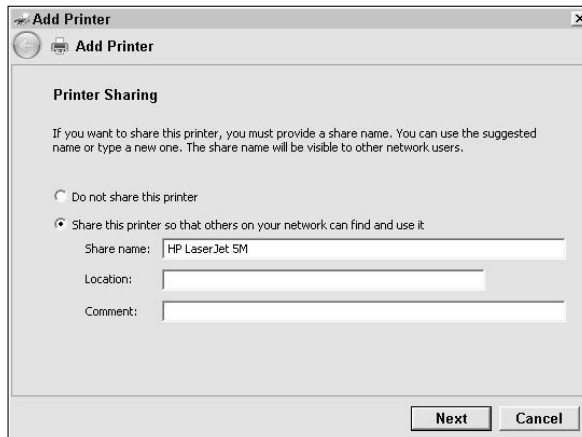 Add Printer
Add Printer
Printer Sharing
If you want to share this printer, you must provide a share name. You can use the suggested
name or type a new one. The share name will be visible to other network users.
Do not share this printer
Share this printer so that others on your network can find and use it
Share name: HP LaserJet 5M
Location:
Comment:
Next Cancel